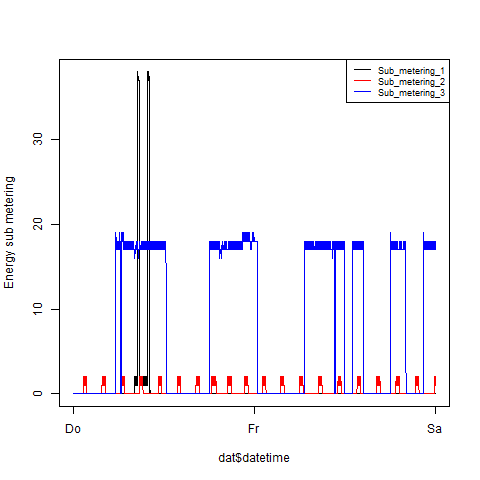 Sub_metering_1
Sub_metering_2
Sub_metering_3
Energy sub metering
30
20
10
0
Do
Fr
Sa
dat$datetime